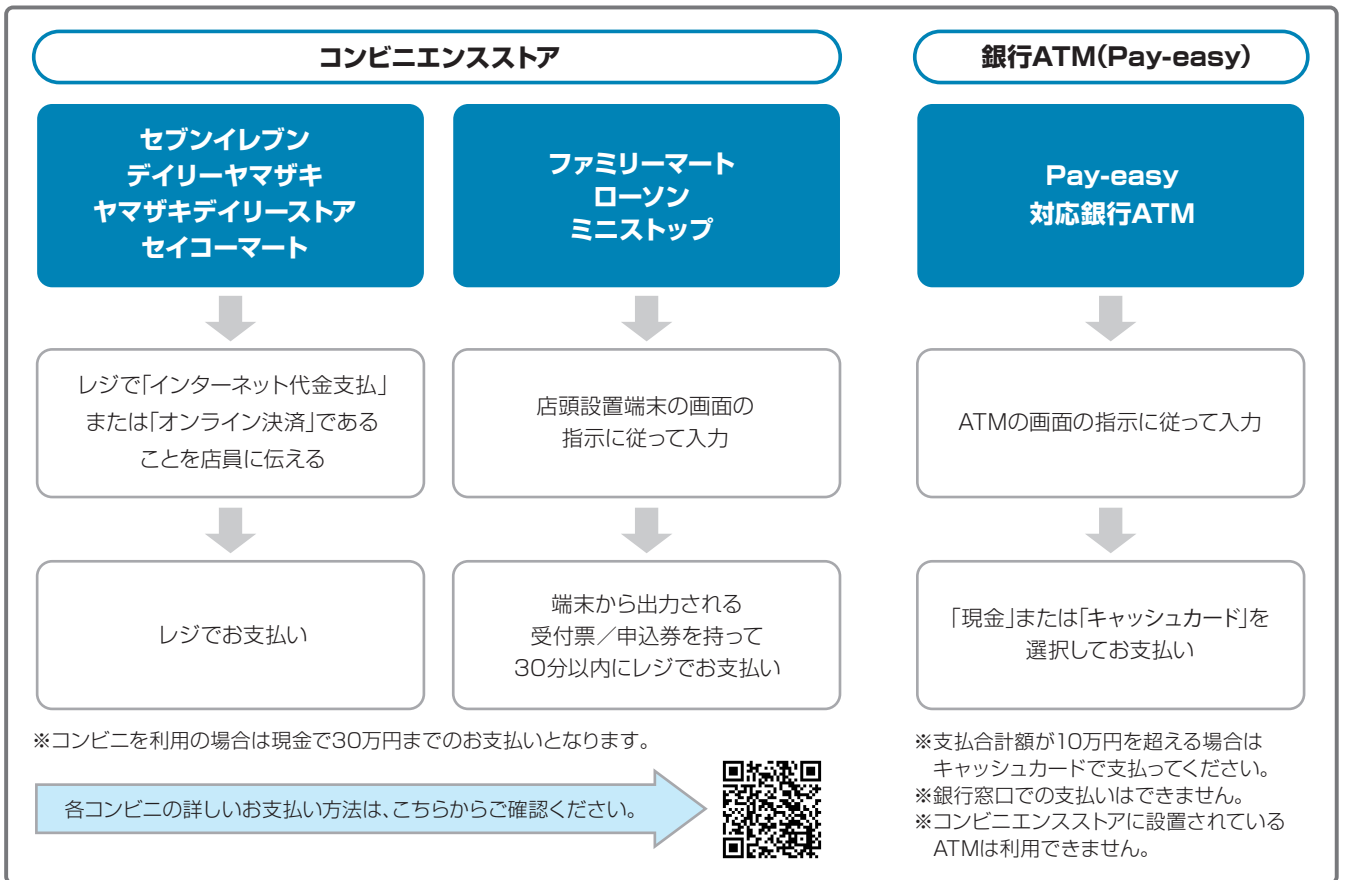 コンビニエンスストア
セブンイレブン
デイリーヤマザキ
ヤマザキデイリーストア
セイコーマート
レジで「インターネット代金支払」
または「オンライン決済」である
ことを店員に伝える
レジでお支払い
ファミリーマート
ローソン
ミニストップ
店頭設置端末の画面の
指示に従って入力
端末から出力される
受付票／申込券を持って
30分以内にレジでお支払い
※コンビニを利用の場合は現金で30万円までのお支払いとなります。
各コンビニの詳しいお支払い方法は、こちらからご確認ください。
銀行ATM（Pay-easy）
Pay-easy
対応銀行ATM
ATMの画面の指示に従って入力
「現金」または「キャッシュカード」を
選択してお支払い
※支払合計額が10万円を超える場合は
キャッシュカードで支払ってください。
※銀行窓口での支払いはできません。
※コンビニエンスストアに設置されている
ATMは利用できません。